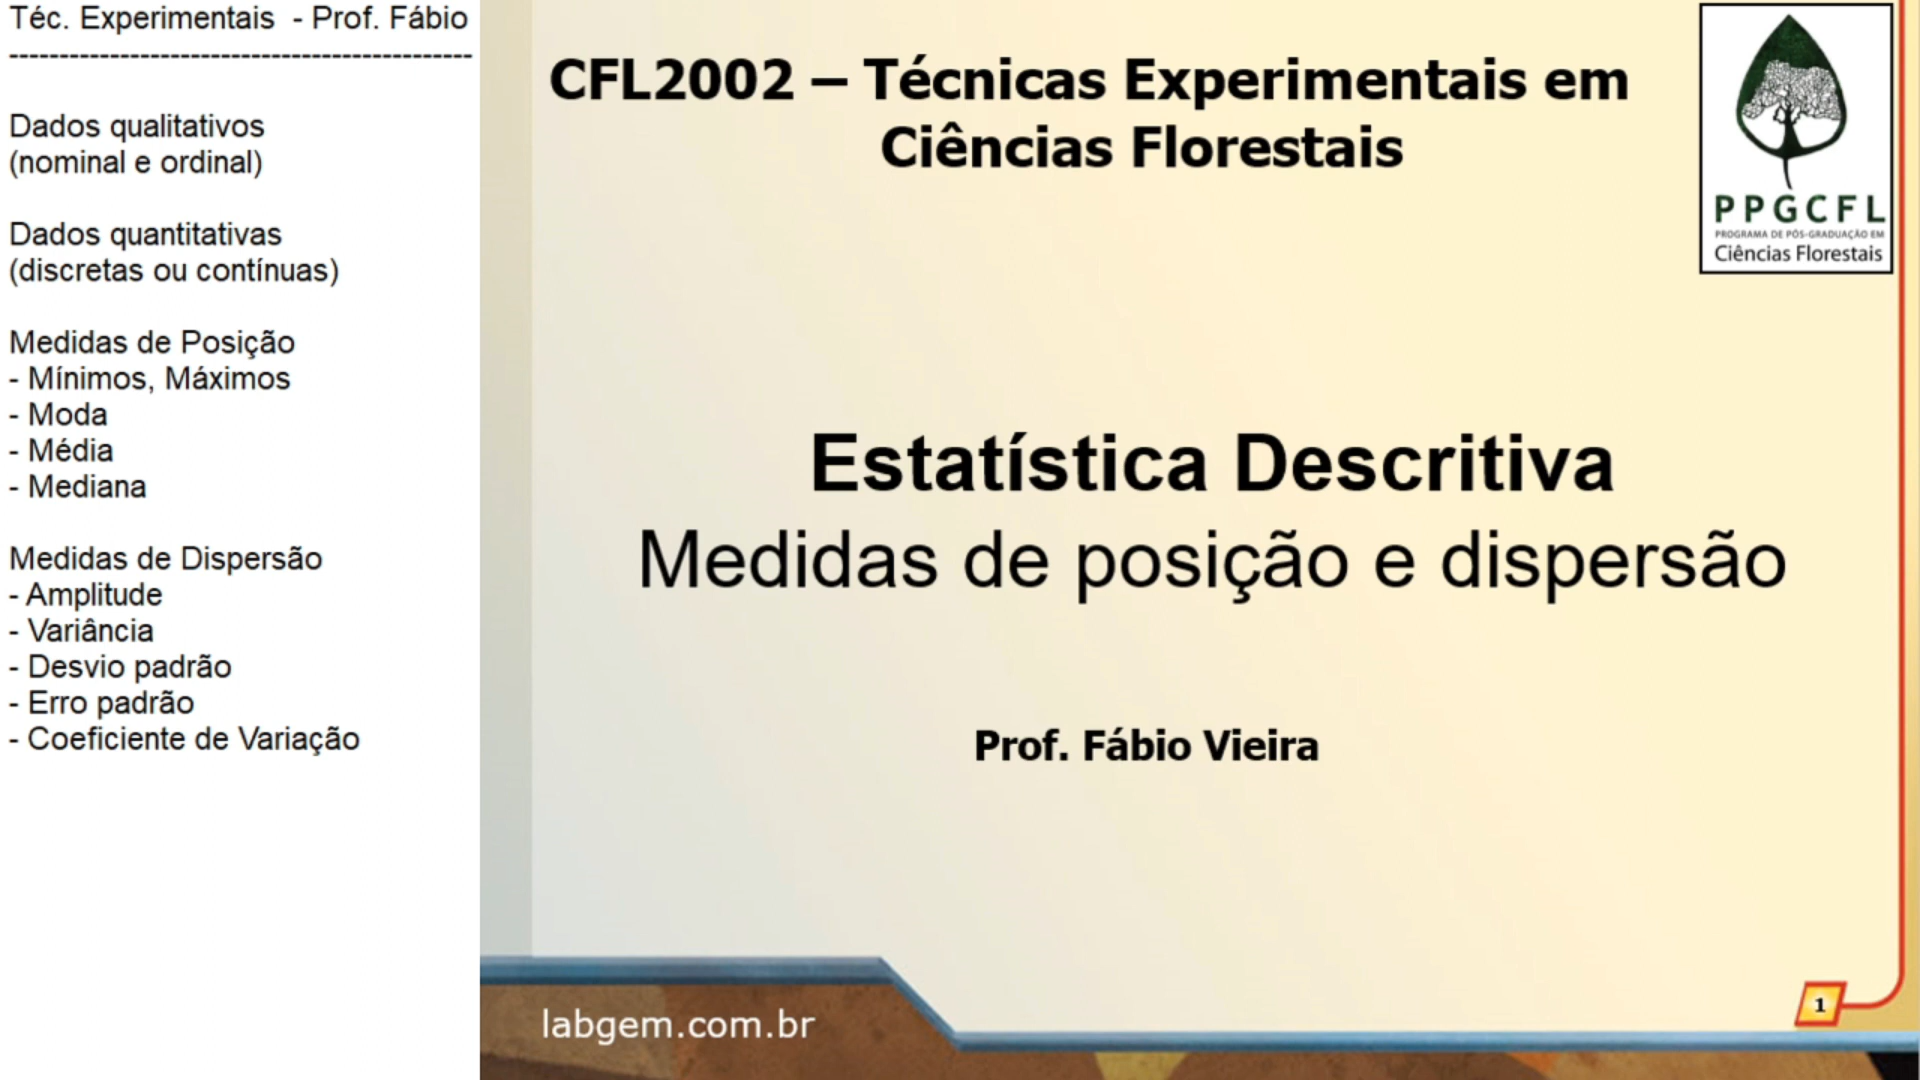 Téc. Experimentais - Prof. Fábio
----------------------------------------------
Dados qualitativos
(nominal e ordinal)
Dados quantitativas
(discretas ou contínuas)
Medidas de Posição
- Mínimos, Máximos
- Moda
- Média
- Mediana
Medidas de Dispersão
- Amplitude
- Variância
- Desvio padrão
- Erro padrão
- Coeficiente de Variação
CFL2002 – Técnicas Experimentais em
Ciências Florestais
PPGCFL
PROGRAMA DE PÓS-GRADUAÇÃO EM
Ciências Florestais
Estatística Descritiva
Medidas de posição e dispersão
Prof. Fábio Vieira
labgem.com.br
1